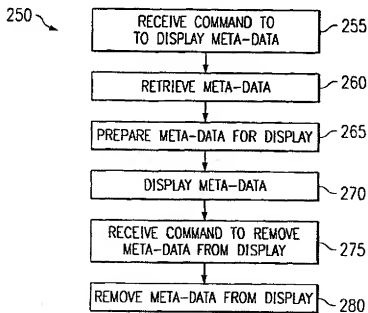 250
RECEIVE COMMAND TO
TO DISPLAY META-DATA
255
RETRIEVE META-DATA
260
PREPARE META-DATA FOR DISPLAY
265
DISPLAY META-DATA
270
RECEIVE COMMAND TO REMOVE
META-DATA FROM DISPLAY
275
REMOVE META-DATA FROM DISPLAY
280